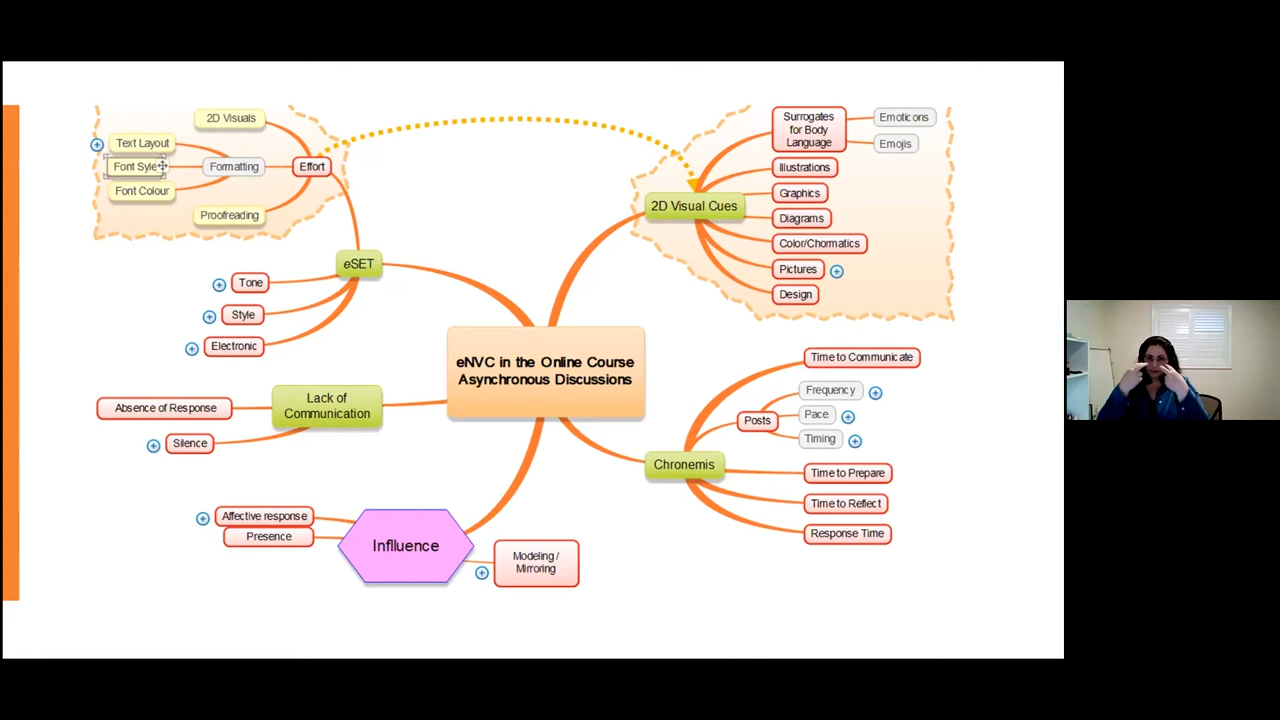 2D Visuals
Text Layout
Font Syle
Font Colour
Formatting
Effort
Proofreading
eSET
Tone
Style
Electronic
Lack of
Communication
Absence of Response
Silence
Affective response
Presence
Inflluence
Modeling /
Mirroring
eNVC in the Online Course
Asynchronous Discussions
2D Visual Cues
Surrogates
for Body
Language
Emoticons
Emojis
Illustrations
Graphics
Diagrams
Color/Chormatics
Pictures
Design
Chronemis
Time to Communicate
Posts
Frequency
Pace
Timing
Time to Prepare
Time to Reflect
Response Time